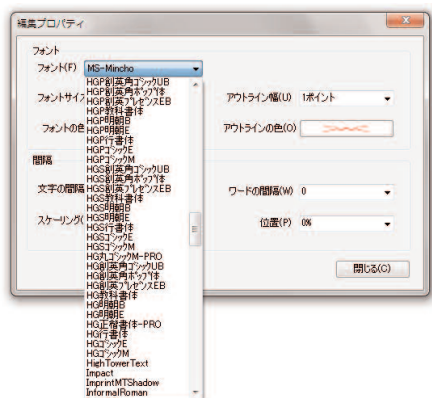 編集プロパティ
フォント
フォント(F) MS-Mincho
フォントサイズ
アウトライン幅(U) 1ポイント
フォントの色
アウトラインの色(O)
間隔
文字の間隔
ワードの間隔(W) 0
スケーリング(
位置(P) 0%
閉じる(C)
HGP創英角ゴシックUB
HGP創英角ポップ体
HGP創英プレゼンスEB
HGP教科書体
HGP明朝B
HGP明朝E
HGP行書体
HGPゴシックE
HGPゴシックM
HGS創英角ゴシックUB
HGS創英角ポップ体
HGS創英プレゼンスEB
HGS教科書体
HGS明朝B
HGS明朝E
HGS行書体
HGSゴシックE
HGSゴシックM
HG丸ゴシックM-PRO
HG創英角ゴシックUB
HG創英角ポップ体
HG創英プレゼンスEB
HG教科書体
HG明朝B
HG明朝E
HG正楷書体-PRO
HG行書体
HGゴシックE
HGゴシックM
HighTowerText
Impact
ImprintMTShadow
InformalRoman